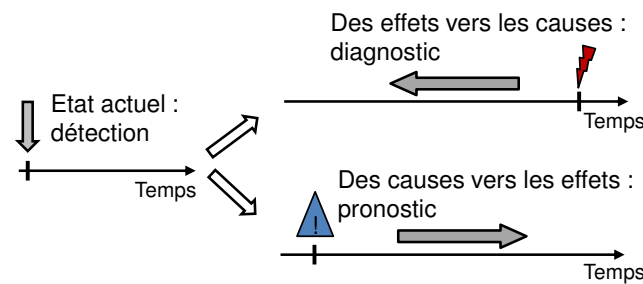 Des effets vers les causes :
diagnostic
Temps
Etat actuel :
détection
Temps
Des causes vers les effets :
pronostic
!
Temps